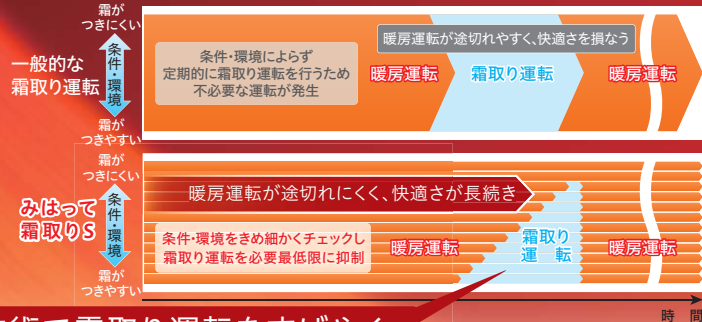 霜が
つきにくい
条件・環境
霜が
つきやすい
一般的な
霜取り運転
条件・環境によらず
定期的に霜取り運転を行うため
不必要な運転が発生
暖房運転が途切れやすく、快適さを損なう
暖房運転
霜取り運転
暖房運転
霜が
つきにくい
条件・環境
霜が
つきやすい
みはって
霜取りS
暖房運転が途切れにくく、快適さが長続き
条件・環境をきめ細かくチェックし
霜取り運転を必要最低限に抑制
暖房運転
霜取り
運転
暖房運転
時間
で霜取り運転を